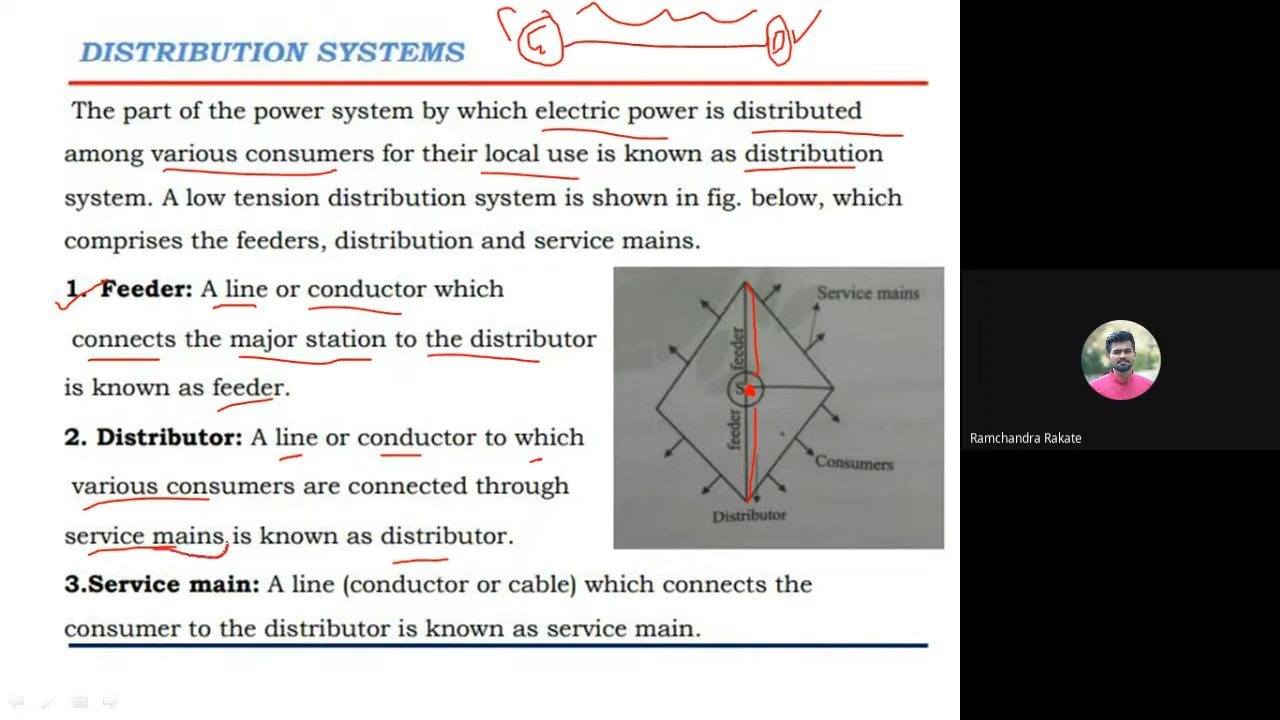 DISTRIBUTION SYSTEMS
G
D
The part of the power system by which electric power is distributed
among various consumers for their local use is known as distribution
system. A low tension distribution system is shown in fig. below, which
comprises the feeders, distribution and service mains.
1. Feeder: A line or conductor which
connects the major station to the distributor
is known as feeder.
2. Distributor: A line or conductor to which
various consumers are connected through
service mains is known as distributor.
3.Service main: A line (conductor or cable) which connects the
consumer to the distributor is known as service main.
Service mains
feeder
S
feeder
Consumers
Distributor
Ramchandra Rakate